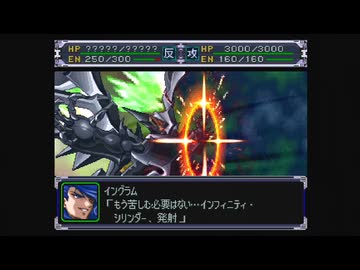 HP ?????/?????
EN 250/300
反
攻
HP 3000/3000
EN 160/160
イングラム
「もう苦しむ必要はない…インフィニティ・
シリンダー、発射」